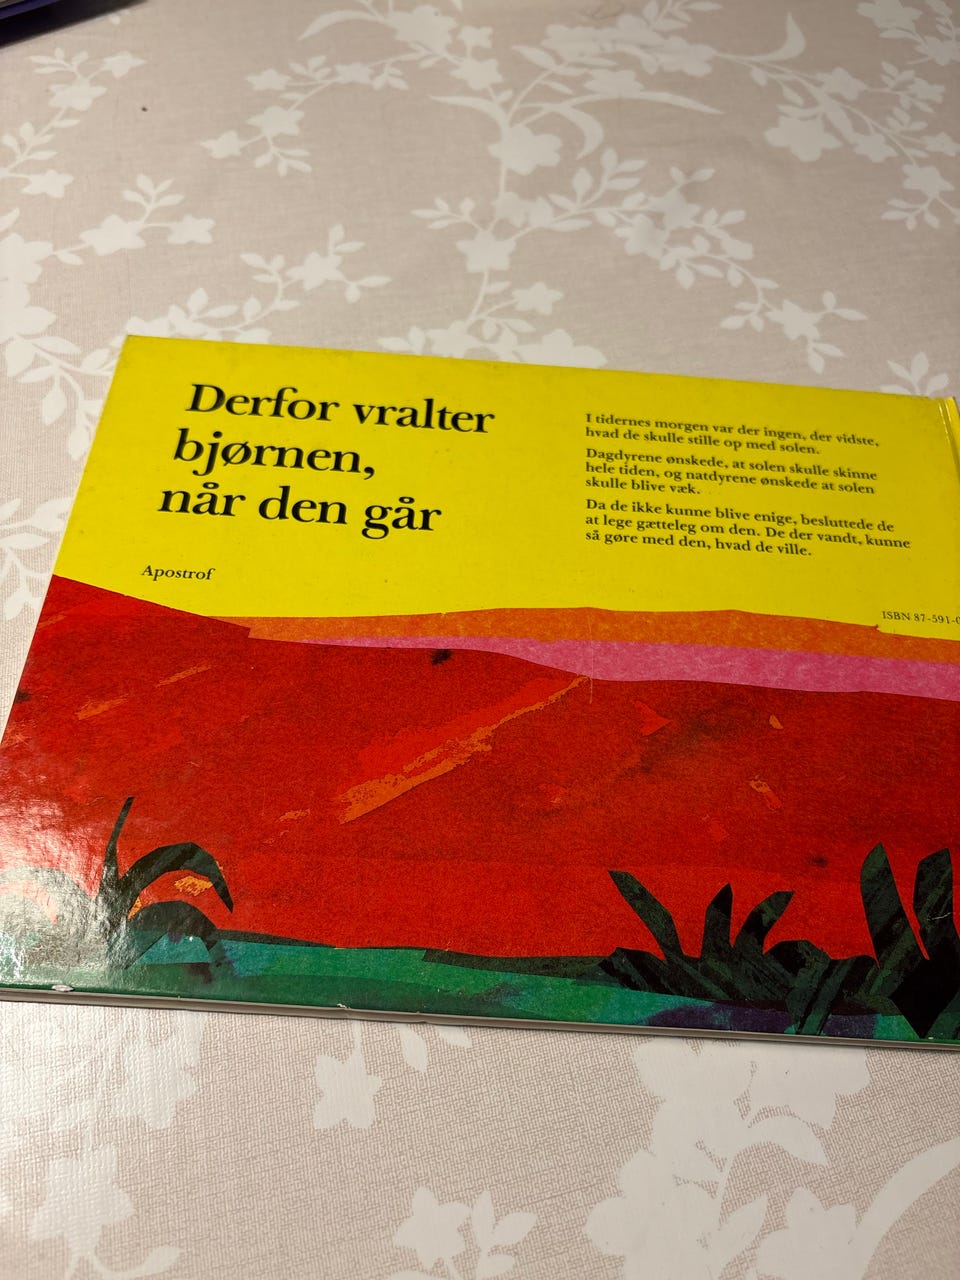 Derfor vralter
bjørnen,
når den går
Apostrof
I tidernes morgen var der ingen, der vidste,
hvad de skulle stille op med solen.
Dagdyrene ønskede, at solen skulle skinne
hele tiden, og natdyrene ønskede at solen
skulle blive væk.
Da de ikke kunne blive enige, besluttede de
at lege gætteleg om den. De der vandt, kunne
så gøre med den, hvad de ville.
ISBN 87-591-0